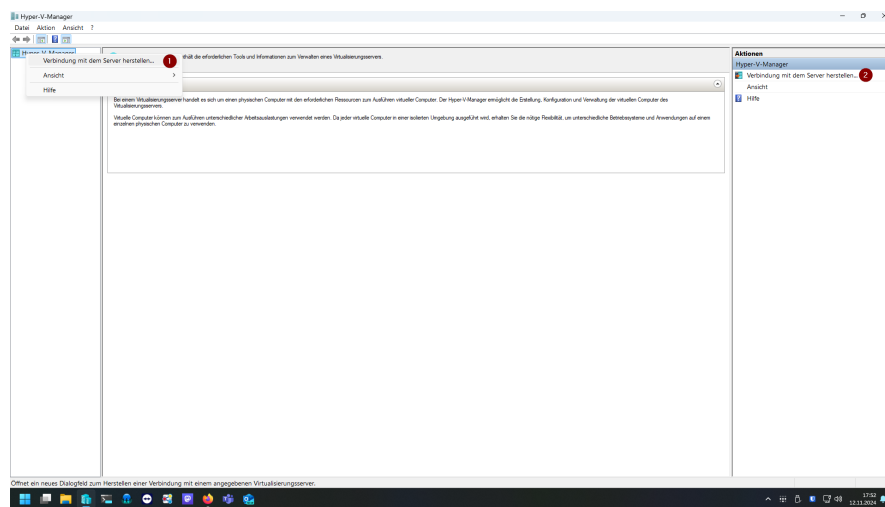 Hyper-V-Manager
Datei Aktion Ansicht ?
Hyper-V-Manager
Verbindung mit dem Server herstellen... 1
Ansicht
Hilfe
thält die erforderlichen Tools und Informationen zum Verwalten eines Virtualisierungsservers.
Bei einem Virtualisierungsserver handelt es sich um einen physischen Computer mit den erforderlichen Ressourcen zum Ausführen virtueller Computer. Der Hyper-V-Manager ermöglicht die Erstellung, Konfiguration und Verwaltung der virtuellen Computer des
Virtualisierungsservers.
Virtuelle Computer können zum Ausführen unterschiedlicher Arbeitsauslastungen verwendet werden. Da jeder virtuelle Computer in einer isolierten Umgebung ausgeführt wird, erhalten Sie die nötige Flexibilität, um unterschiedliche Betriebssysteme und Anwendungen auf einem
einzelnen physischen Computer zu verwenden.
Aktionen
Hyper-V-Manager
Verbindung mit dem Server herstellen... 2
Ansicht
Hilfe
Öffnet ein neues Dialogfeld zum Herstellen einer Verbindung mit einem angegebenen Virtualisierungsserver.
17:52
12.11.2024